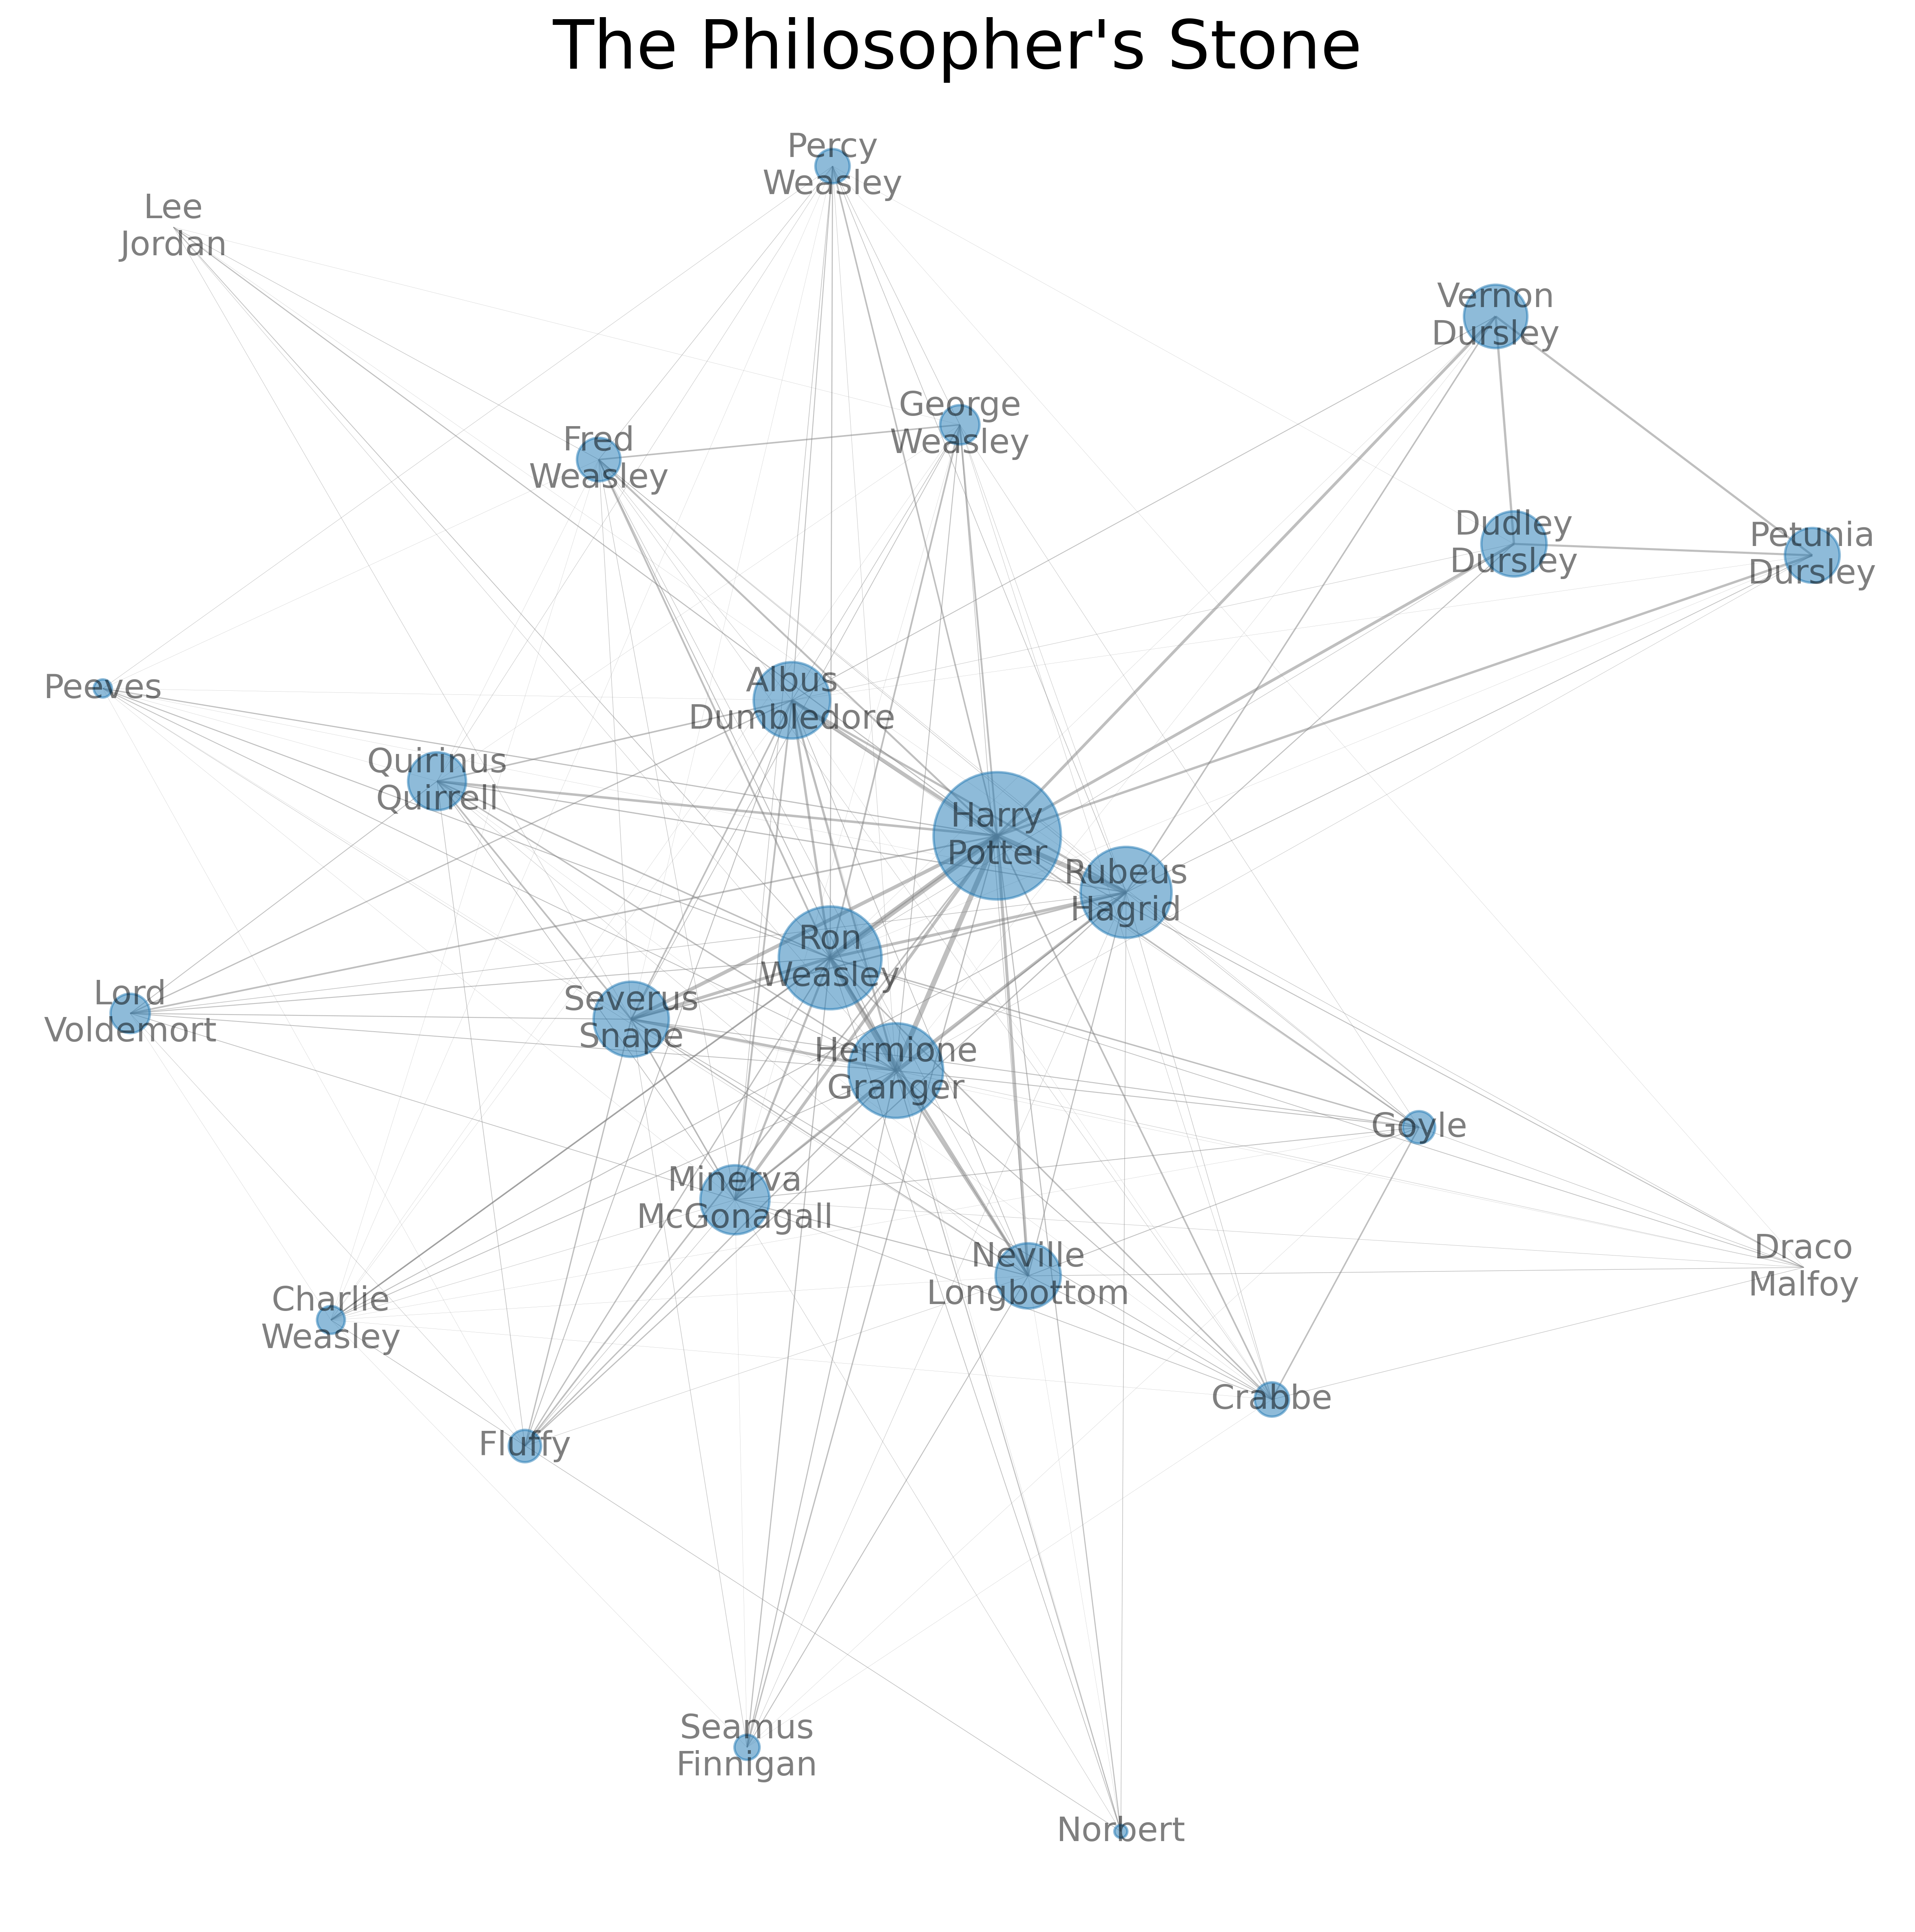 The Philosopher's Stone
Percy
Weasley
Lee
Jordan
Vernon
Dursley
George
Weasley
Fred
Weasley
Dudley
Dursley
Petunia
Dursley
Peeves
Albus
Dumbledore
Quirinus
Quirrell
Harry
Potter
Rubeus
Hagrid
Ron
Weasley
Lord
Voldemort
Severus
Snape
Hermione
Granger
Goyle
Minerva
McGonagall
Neville
Longbottom
Draco
Malfoy
Charlie
Weasley
Crabbe
Fluffy
Seamus
Finnigan
Norbert